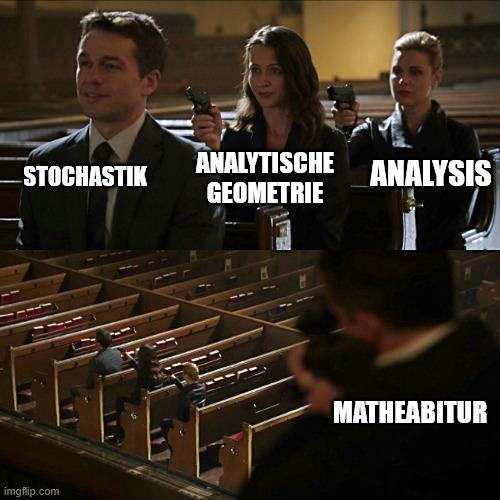 STOCHASTIK
ANALYTISCHE
GEOMETRIE
ANALYSIS
MATHEABITUR
imgflip.com